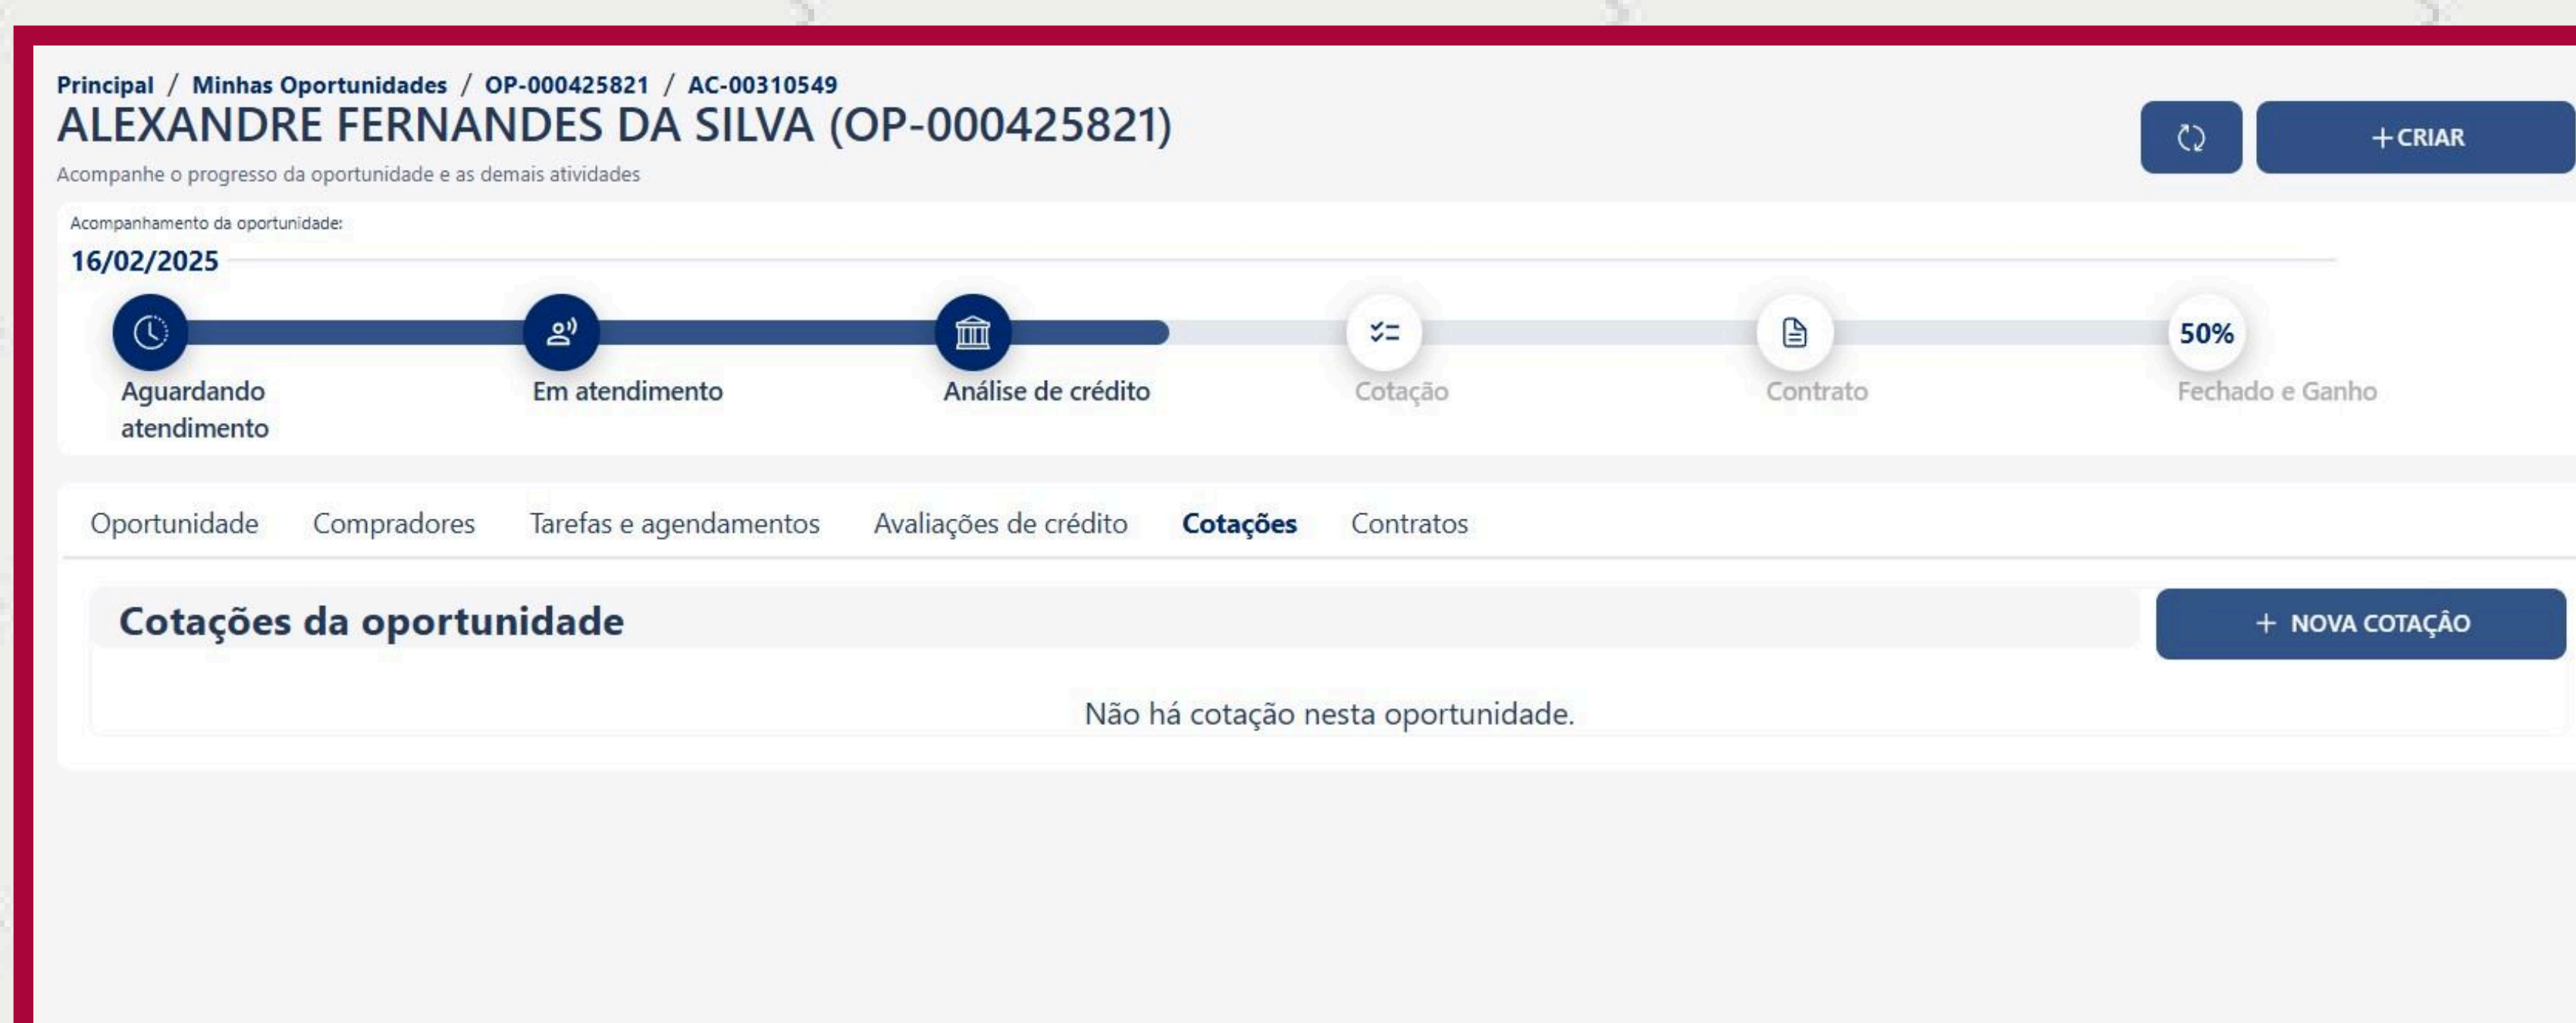 Principal / Minhas Oportunidades / OP-000425821 / AC-00310549
ALEXANDRE FERNANDES DA SILVA (OP-000425821)
+CRIAR
Acompanhe o progresso da oportunidade e as demais atividades
Acompanhamento da oportunidade:
16/02/2025
50%
Aguardando
atendimento
Em atendimento
Análise de crédito
Cotação
Contrato
Fechado e Ganho
Oportunidade Compradores Tarefas e agendamentos Avaliações de crédito Cotações Contratos
Cotações da oportunidade
+ NOVA COTAÇÂO
Não há cotação nesta oportunidade.